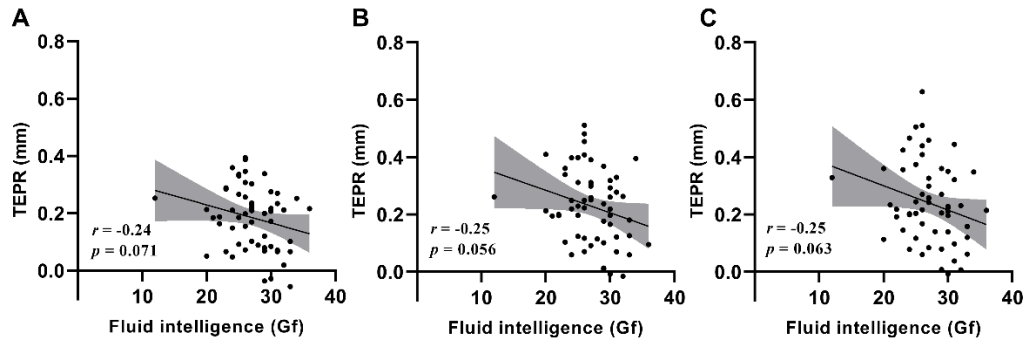 A
0.8
0.6
0.4
0.2
0.0
TEPR (mm)
r = -0.24
p = 0.071
0 10 20 30 40
Fluid intelligence (Gf)
B
0.8
0.6
0.4
0.2
0.0
TEPR (mm)
r = -0.25
p = 0.056
0 10 20 30 40
Fluid intelligence (Gf)
C
0.8
0.6
0.4
0.2
0.0
TEPR (mm)
r = -0.25
p = 0.063
0 10 20 30 40
Fluid intelligence (Gf)